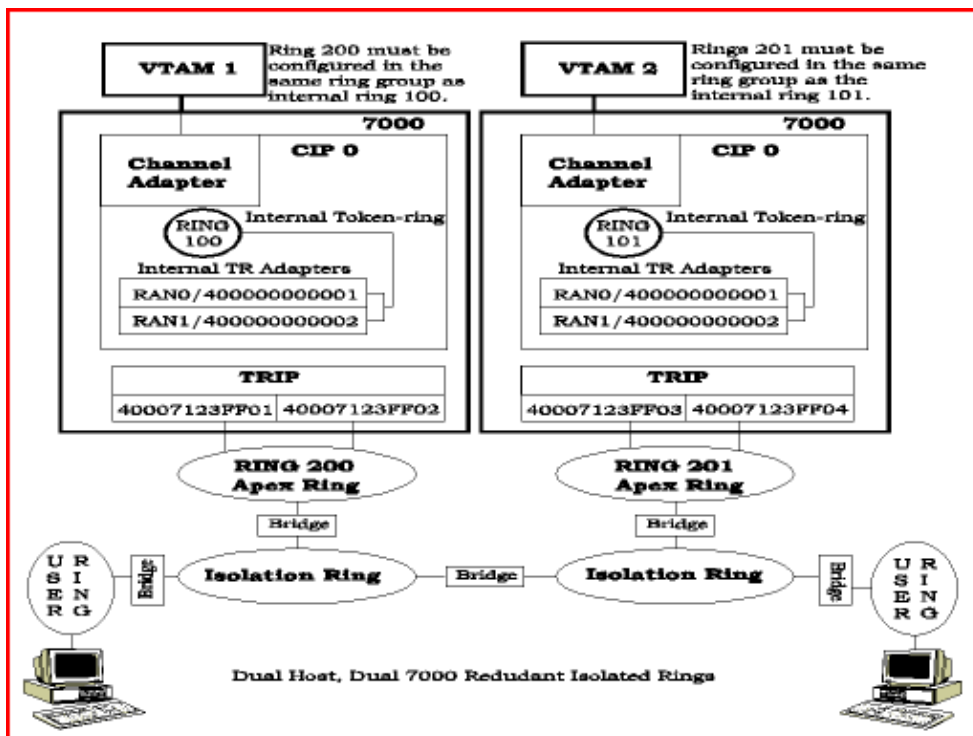 VTAM 1
Ring 200 must be
configured in the
same ring group as
internal ring 100.
VTAM 2
Rings 201 must be
configured in the same
ring group as the
internal ring 101.
7000
CIP 0
Channel
Adapter
RING
100
Internal Token-ring
Internal TR Adapters
RAN0/400000000001
RAN1/400000000002
TRIP
40007123FF01
40007123FF02
7000
CIP 0
Channel
Adapter
RING
101
Internal Token-ring
Internal TR Adapters
RAN0/400000000001
RAN1/400000000002
TRIP
40007123FF03
40007123FF04
RING 200
Apex Ring
RING 201
Apex Ring
Bridge
Bridge
USER
RING
Bridge
Isolation Ring
Bridge
Isolation Ring
Bridge
USER
RING
Dual Host, Dual 7000 Redudant Isolated Rings